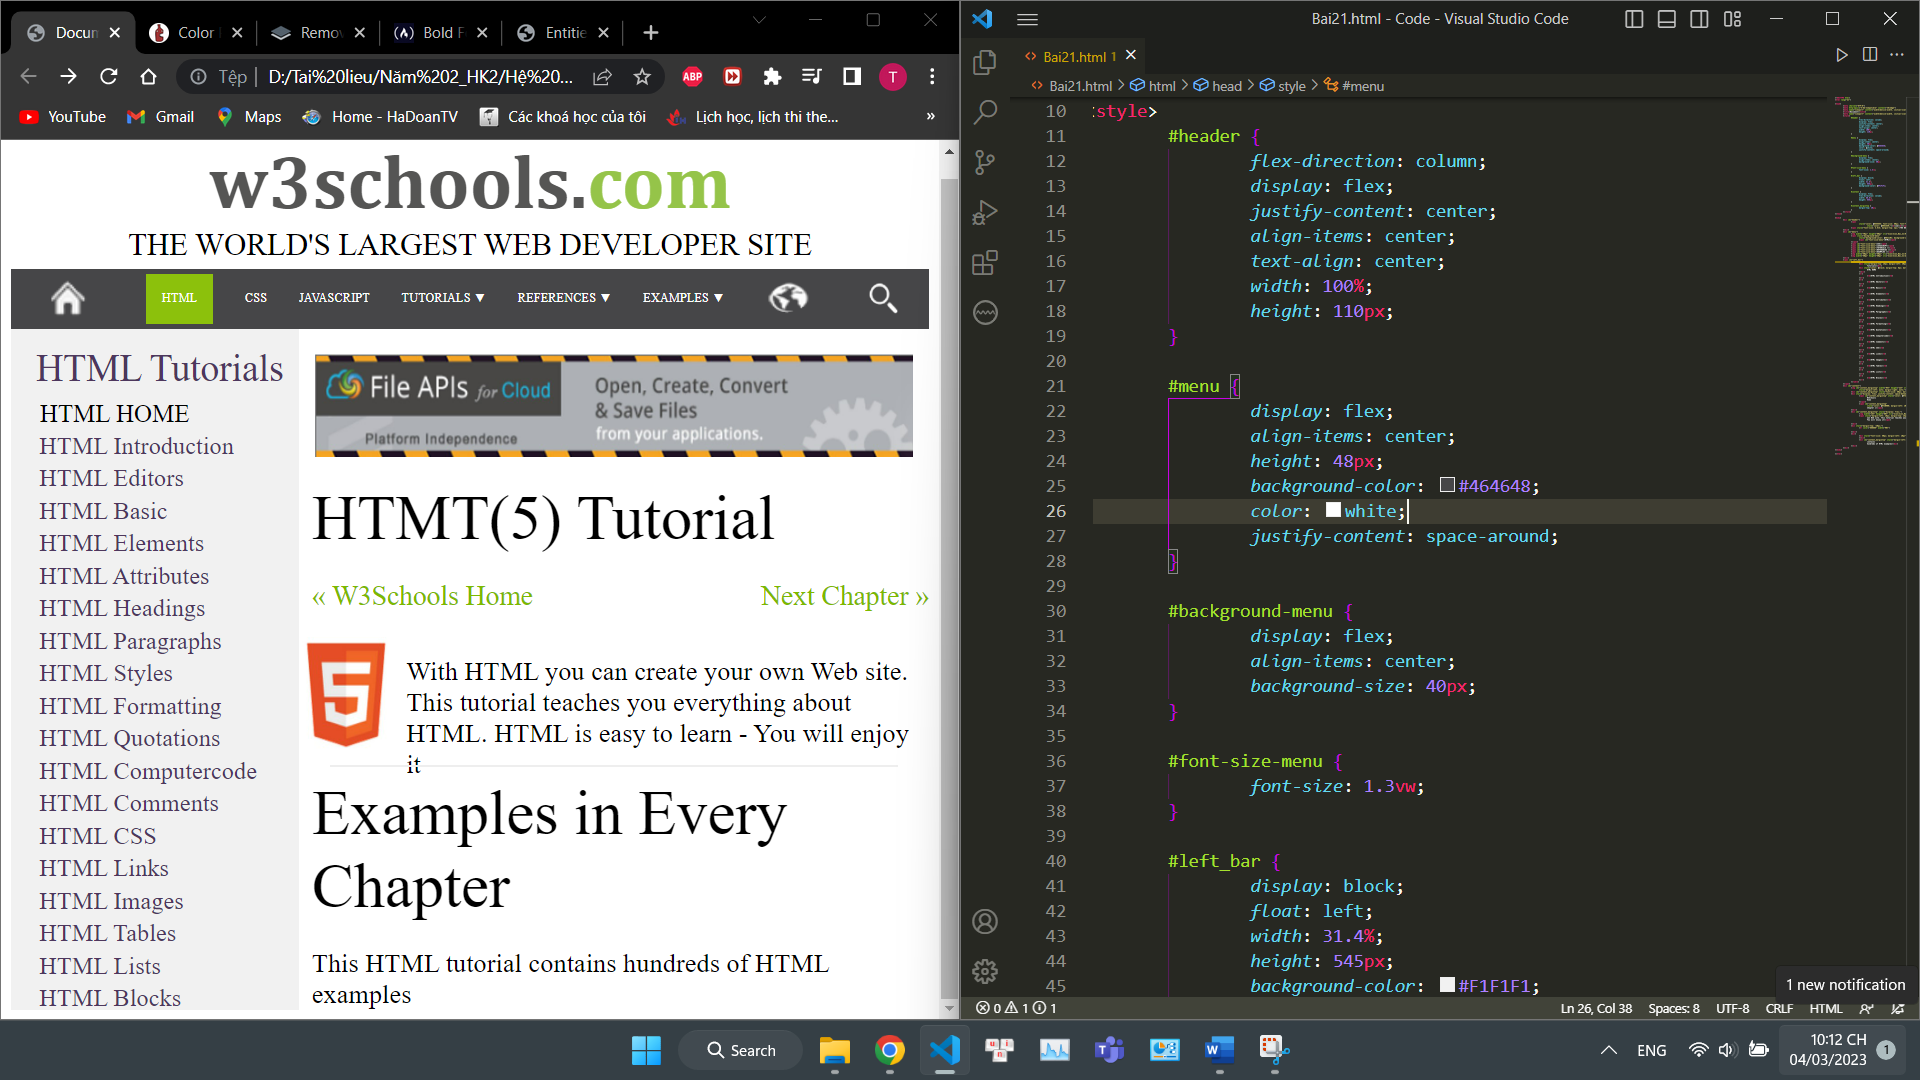 Docum
Color
Remov
Bold F
Entitie
Tệp
D:/Tai%20lieu/Năm%202_HK2/Hệ%20...
ABP
T
YouTube
Gmail
Maps
Home - HaDoanTV
Các khoá học của tôi
Lịch học, lịch thi the...
»
w3schools.com
THE WORLD'S LARGEST WEB DEVELOPER SITE
HTML
CSS
JAVASCRIPT
TUTORIALS ▼
REFERENCES ▼
EXAMPLES ▼
HTML Tutorials
HTML HOME
HTML Introduction
HTML Editors
HTML Basic
HTML Elements
HTML Attributes
HTML Headings
HTML Paragraphs
HTML Styles
HTML Formatting
HTML Quotations
HTML Computercode
HTML Comments
HTML CSS
HTML Links
HTML Images
HTML Tables
HTML Lists
HTML Blocks
File APIs for Cloud
Platform Independence
Open, Create, Convert
& Save Files
from your applications.
HTMT(5) Tutorial
« W3Schools Home
Next Chapter »
With HTML you can create your own Web site.
This tutorial teaches you everything about
HTML. HTML is easy to learn - You will enjoy
it
Examples in Every
Chapter
This HTML tutorial contains hundreds of HTML
examples
Bai21.html - Code - Visual Studio Code
Bai21.html 1
Bai21.html > html > head > style > #menu
10 style>
11 #header {
12 flex-direction: column;
13 display: flex;
14 justify-content: center;
15 align-items: center;
16 text-align: center;
17 width: 100%;
18 height: 110px;
19 }
20
21 #menu {
22 display: flex;
23 align-items: center;
24 height: 48px;
25 background-color: #464648;
26 color: white;
27 justify-content: space-around;
28 }
29
30 #background-menu {
31 display: flex;
32 align-items: center;
33 background-size: 40px;
34 }
35
36 #font-size-menu {
37 font-size: 1.3vw;
38 }
39
40 #left_bar {
41 display: block;
42 float: left;
43 width: 31.4%;
44 height: 545px;
45 background-color: #F1F1F1;
1 new notification
0 1 1
Ln 26, Col 38
Spaces: 8
UTF-8
CRLF
HTML
Search
ENG
10:12 CH
04/03/2023
1